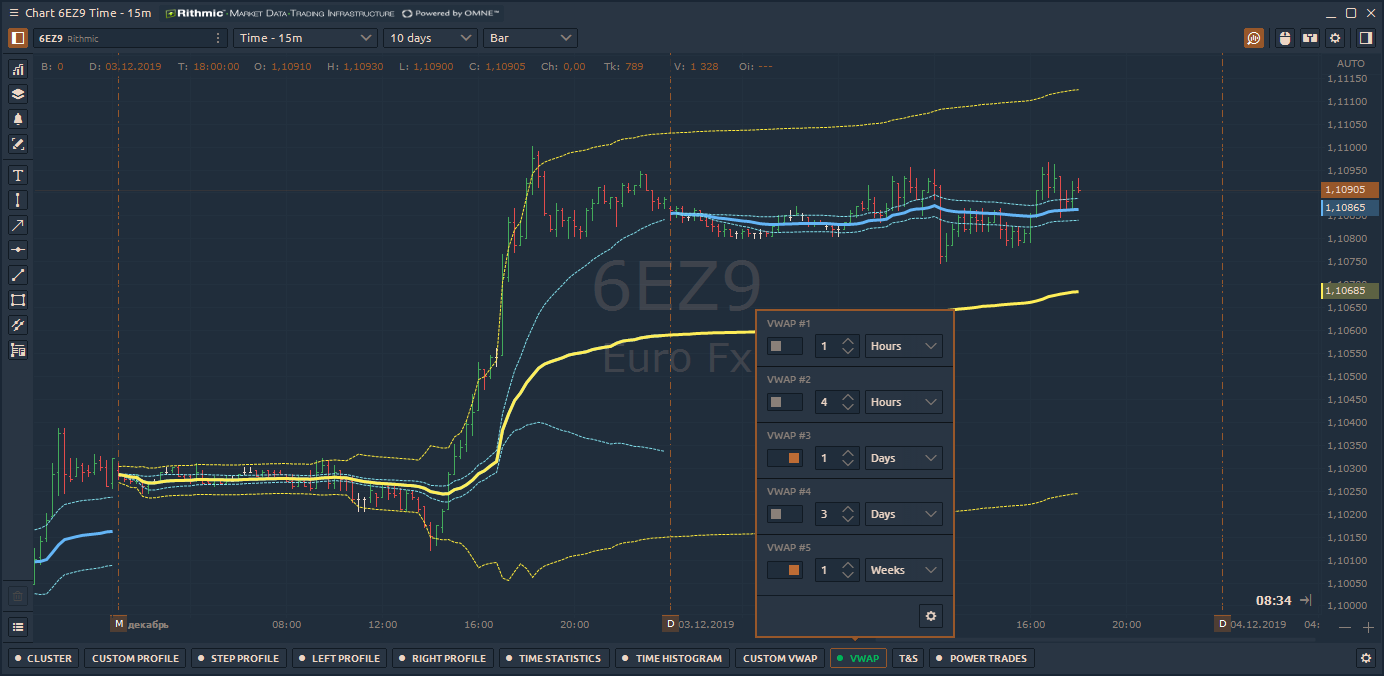 Chart 6EZ9 Time - 15m Rithmic™-Market Data-Trading Infrastructure Powered by OMNE™
6EZ9 Rithmic Time - 15m 10 days Bar
B: 0 D: 03.12.2019 T: 18:00:00 O: 1,10910 H: 1,10930 L: 1,10900 C: 1,10905 Ch: 0,00 Tk: 789 V: 1 328 Oi: ---
AUTO
1,11150
1,11100
1,11050
1,11000
1,10950
1,10905
1,10865
1,10800
1,10750
1,10685
1,10650
1,10600
1,10550
1,10500
1,10450
1,10400
1,10350
1,10300
1,10250
1,10200
1,10150
1,10100
1,10050
1,10000
6EZ9
Euro Fx
VWAP #1
1 Hours
VWAP #2
4 Hours
VWAP #3
1 Days
VWAP #4
3 Days
VWAP #5
1 Weeks
08:34
M декабрь 08:00 12:00 16:00 20:00 D 03.12.2019 16:00 20:00 D 04.12.2019 04:
CLUSTER CUSTOM PROFILE STEP PROFILE LEFT PROFILE RIGHT PROFILE TIME STATISTICS TIME HISTOGRAM CUSTOM VWAP VWAP T&S POWER TRADES